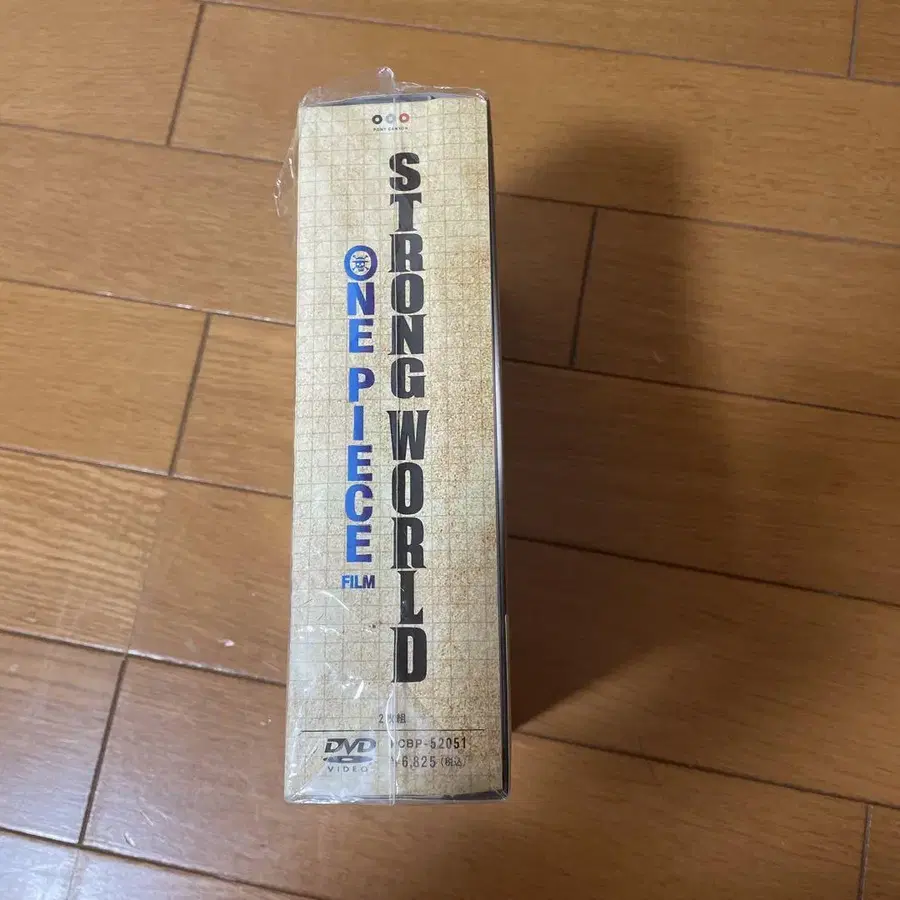 PONY CANYON
STRONG WORLD
ONE PIECE
FILM
2枚組
DVD
VIDEO
PCBP-52051
¥6,825(税込)